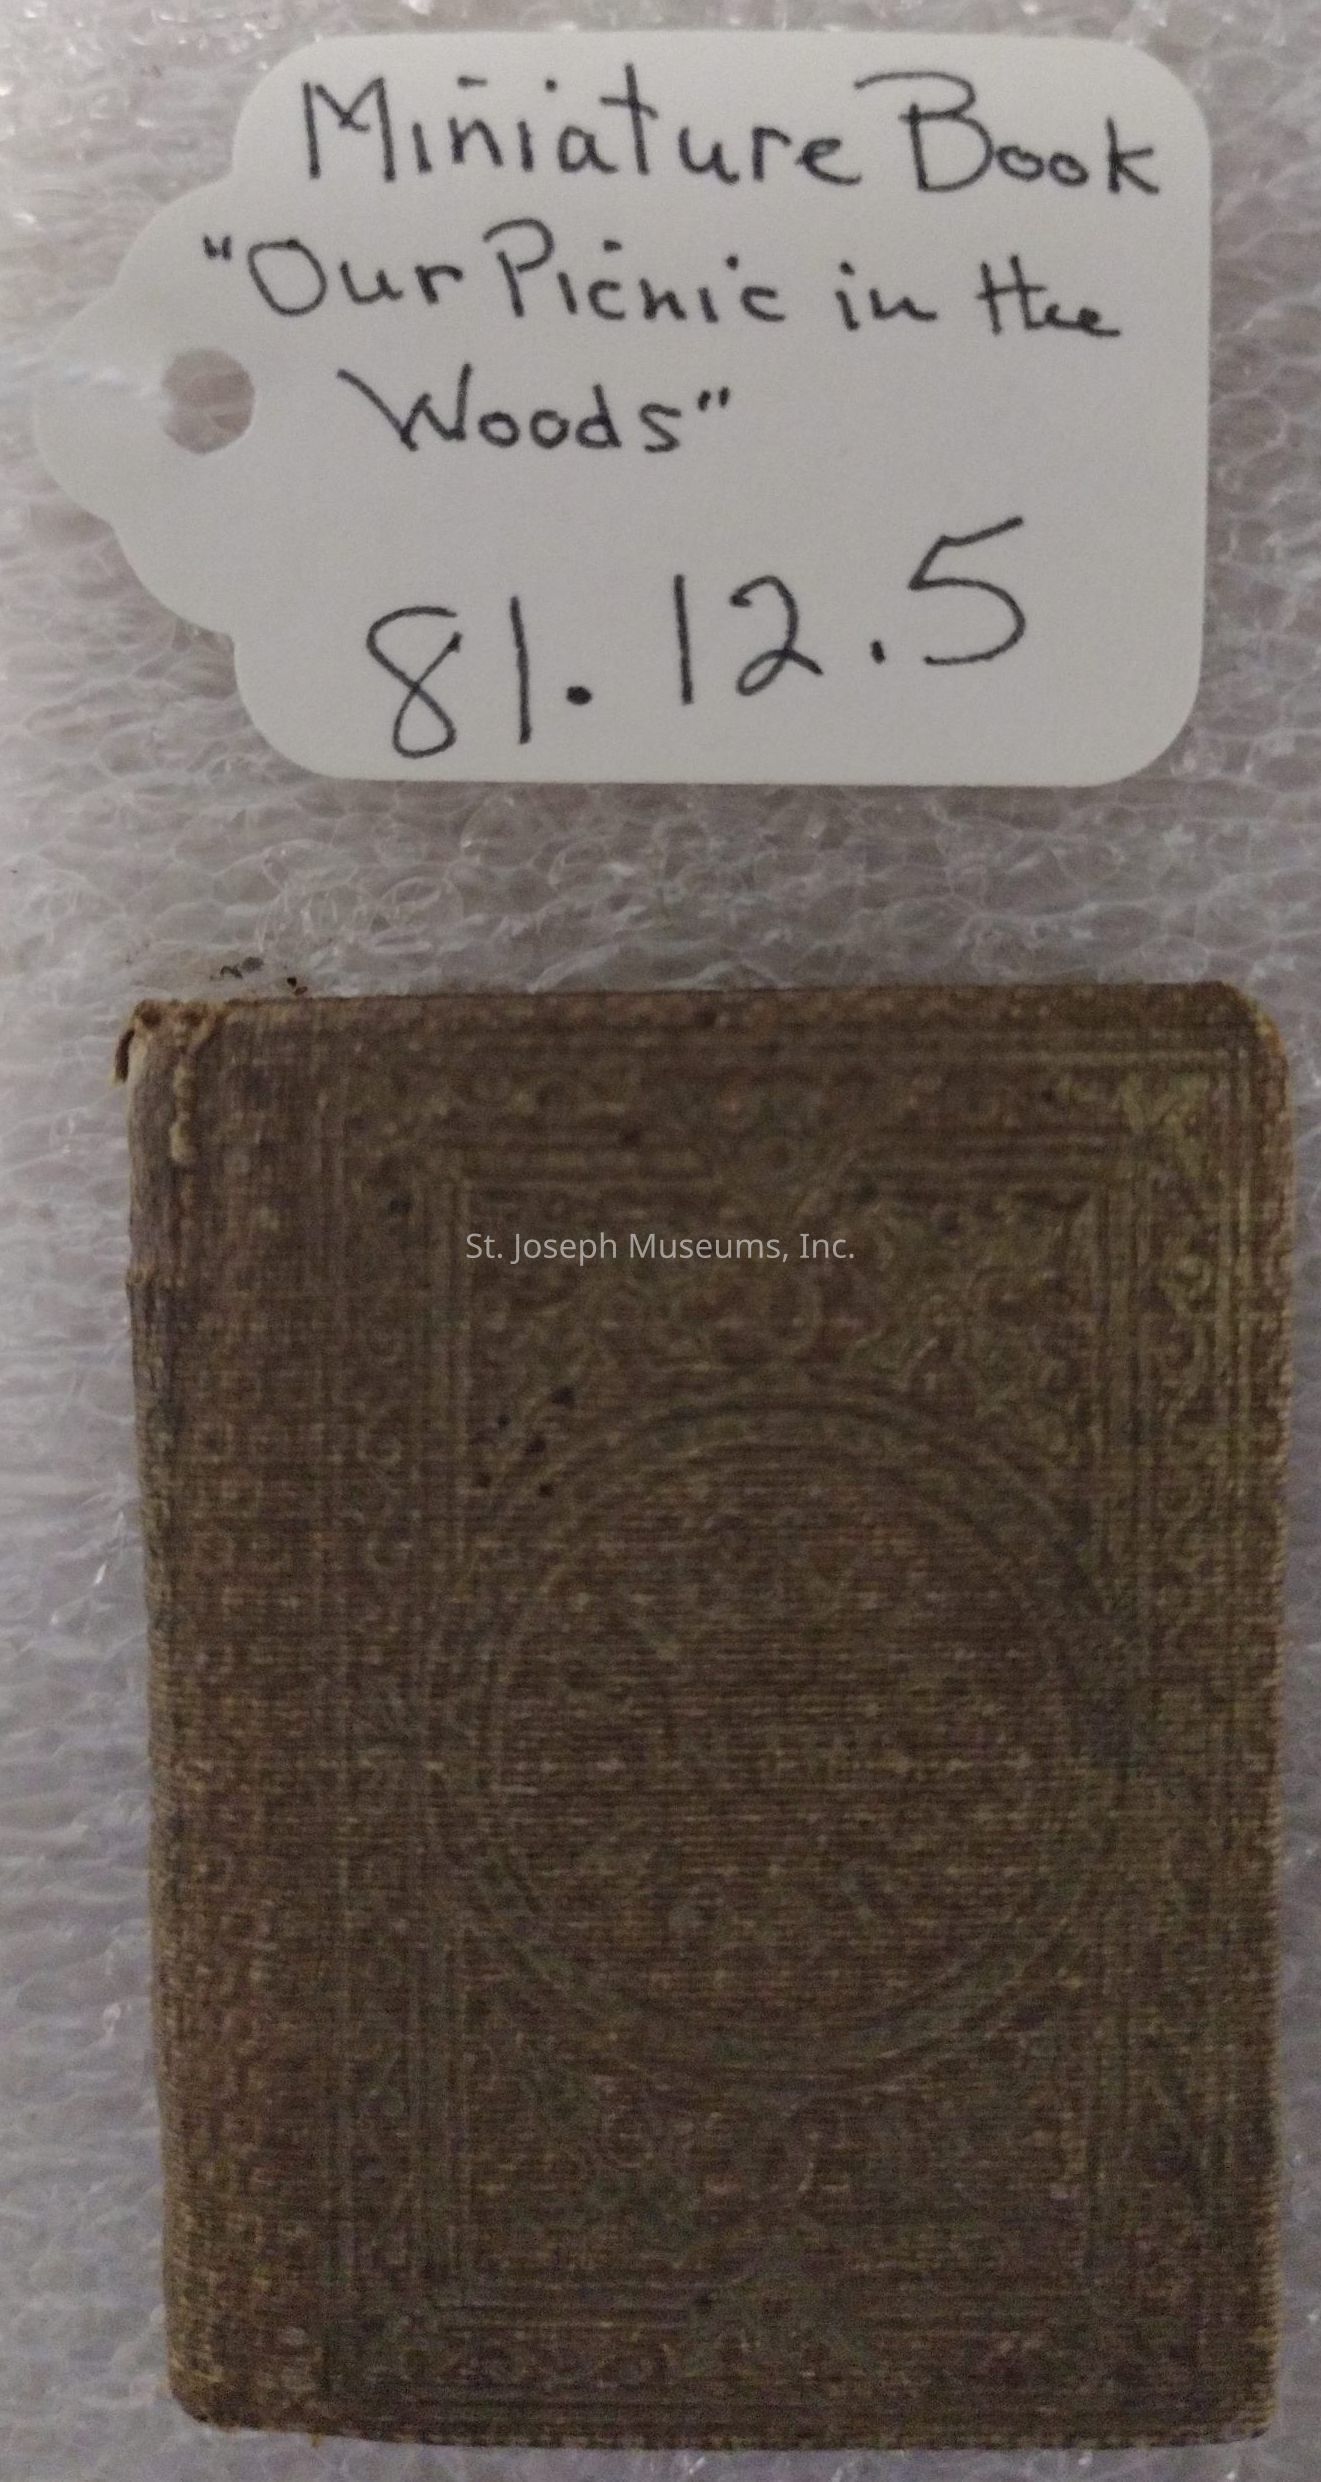 Miniature Book
"Our Picnic in the
Woods"
81.12.5
St. Joseph Museums, Inc.